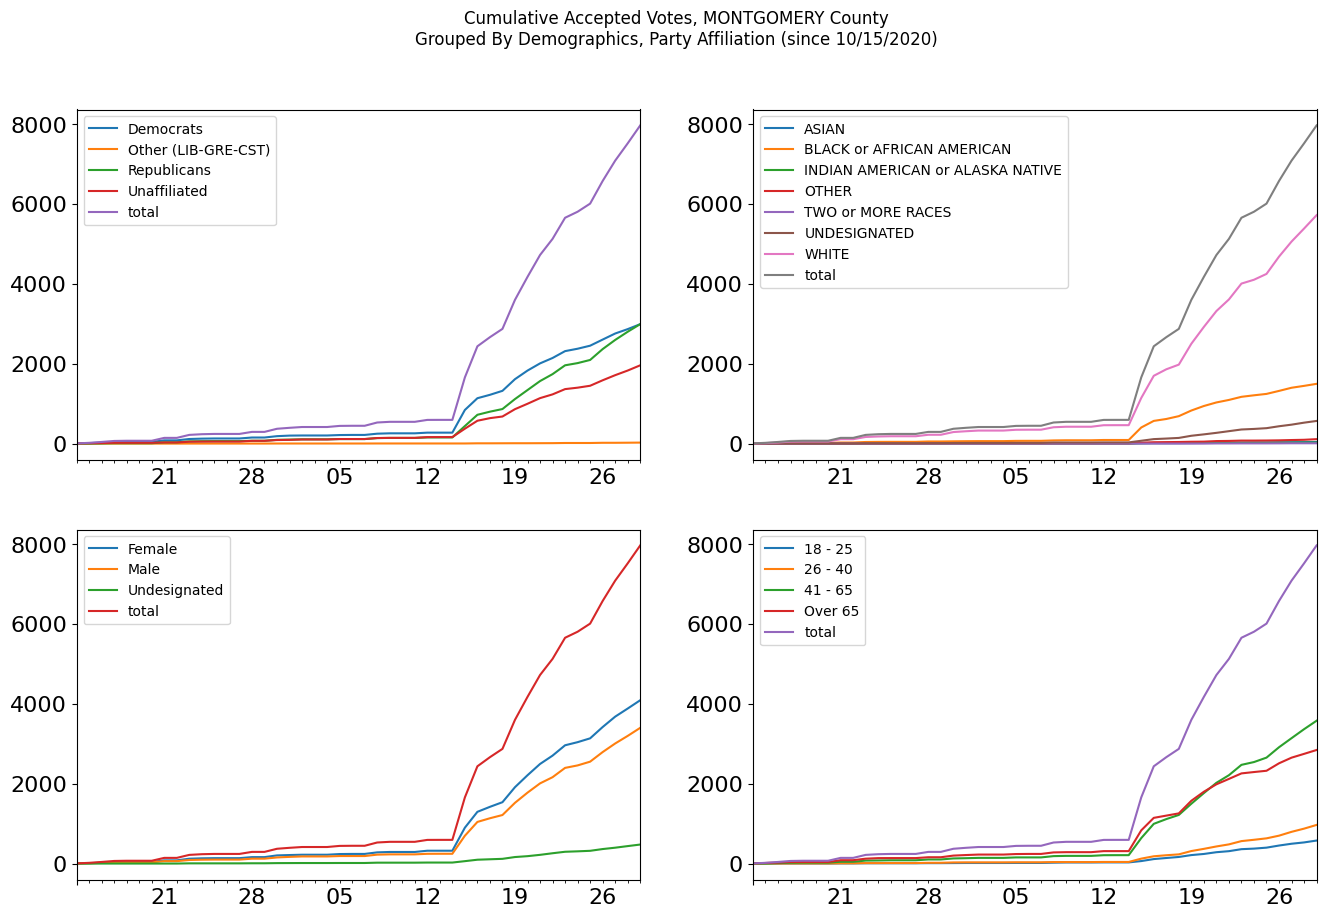 Cumulative Accepted Votes, MONTGOMERY County
Grouped By Demographics, Party Affiliation (since 10/15/2020)
8000
6000
4000
2000
0
Democrats
Other (LIB-GRE-CST)
Republicans
Unaffiliated
total
21 28 05 12 19 26
8000
6000
4000
2000
0
ASIAN
BLACK or AFRICAN AMERICAN
INDIAN AMERICAN or ALASKA NATIVE
OTHER
TWO or MORE RACES
UNDESIGNATED
WHITE
total
21 28 05 12 19 26
8000
6000
4000
2000
0
Female
Male
Undesignated
total
21 28 05 12 19 26
8000
6000
4000
2000
0
18 - 25
26 - 40
41 - 65
Over 65
total
21 28 05 12 19 26